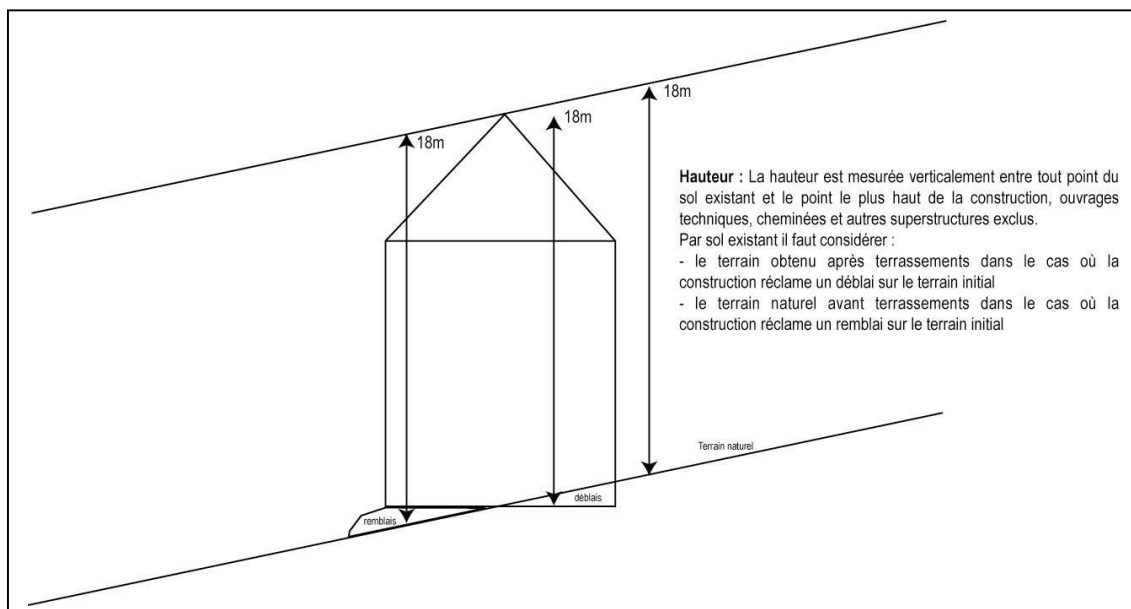 18m
18m
18m
Hauteur : La hauteur est mesurée verticalement entre tout point du
sol existant et le point le plus haut de la construction, ouvrages
techniques, cheminées et autres superstructures exclus.
Par sol existant il faut considérer :
- le terrain obtenu après terrassements dans le cas où la
construction réclame un déblai sur le terrain initial
- le terrain naturel avant terrassements dans le cas où la
construction réclame un remblai sur le terrain initial
Terrain naturel
déblais
remblais